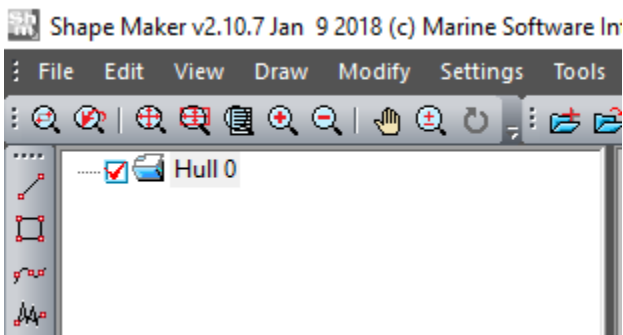 Shape Maker v2.10.7 Jan 9 2018 (c) Marine Software
File Edit View Draw Modify Settings Tools
Hull 0